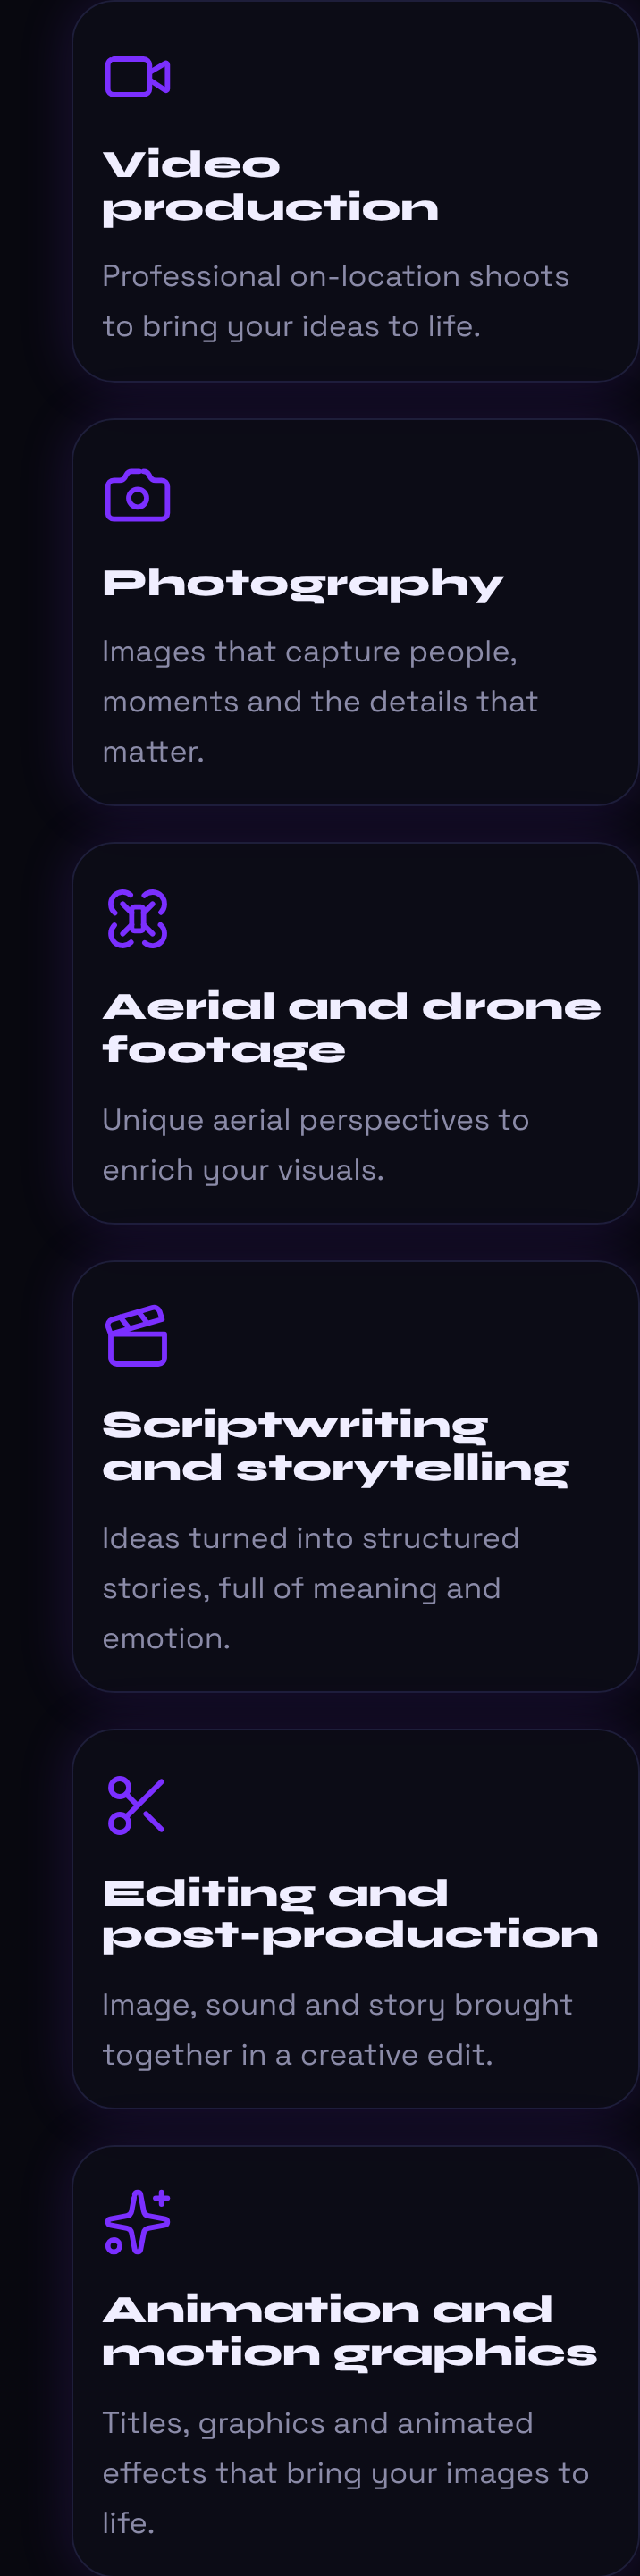 Video
production
Professional on-location shoots
to bring your ideas to life.
Photography
Images that capture people,
moments and the details that
matter.
Aerial and drone
footage
Unique aerial perspectives to
enrich your visuals.
Scriptwriting
and storytelling
Ideas turned into structured
stories, full of meaning and
emotion.
Editing and
post-production
Image, sound and story brought
together in a creative edit.
Animation and
motion graphics
Titles, graphics and animated
effects that bring your images to
life.